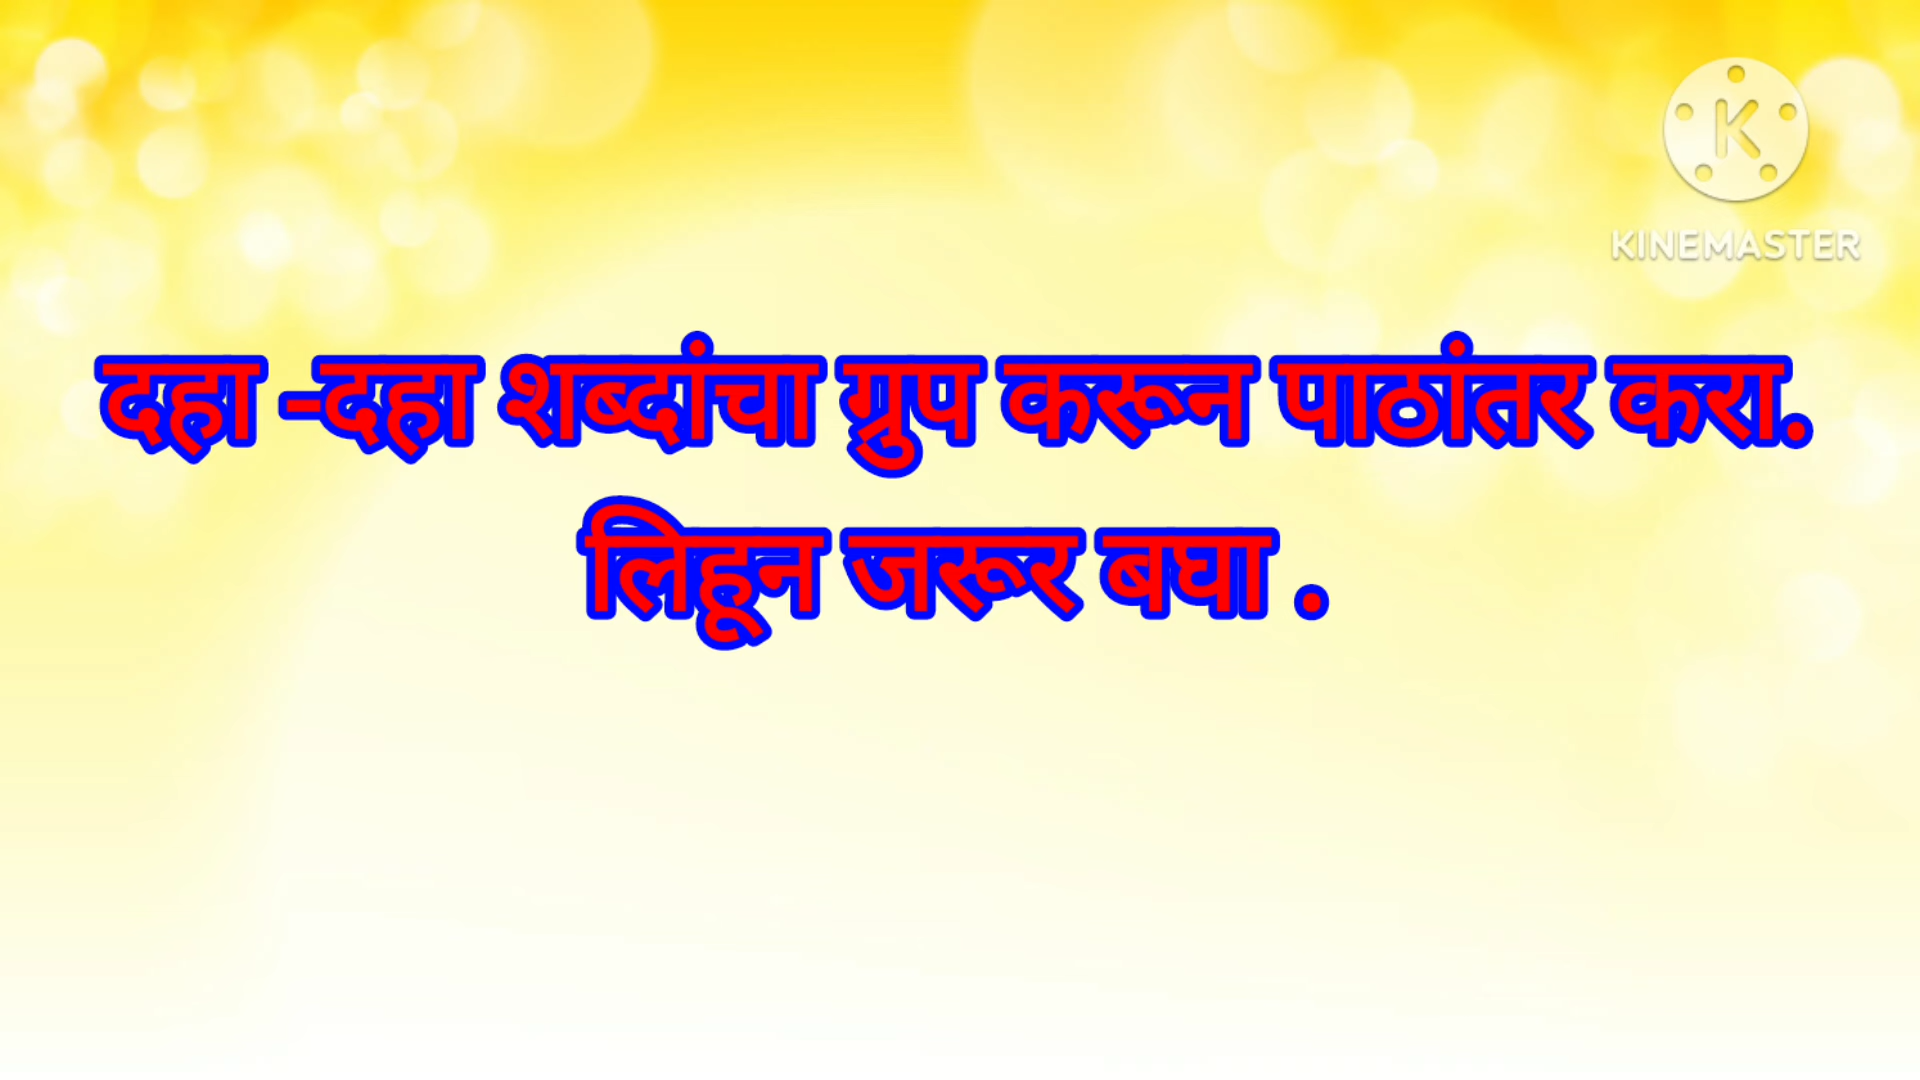 K
KINEMASTER
दहा -दहा शब्दांचा ग्रुप करून पाठांतर करा.
लिहून जरूर बघा .